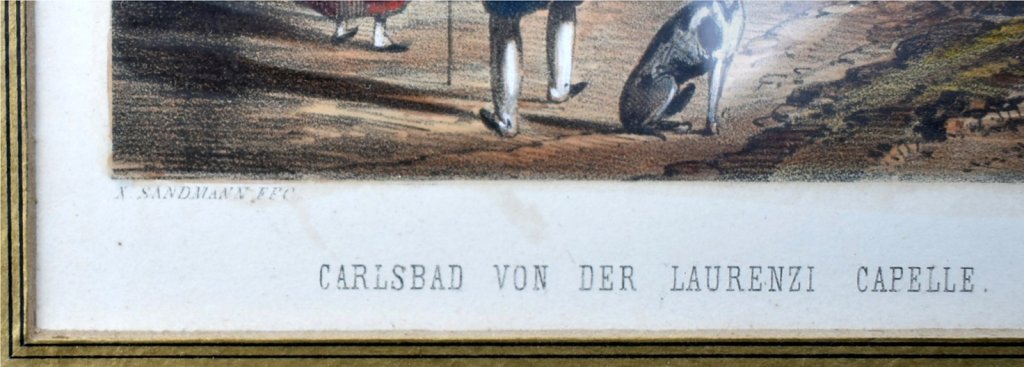 X. SANDMANN FEC.
CARLSBAD VON DER LAURENZI CAPELLE.